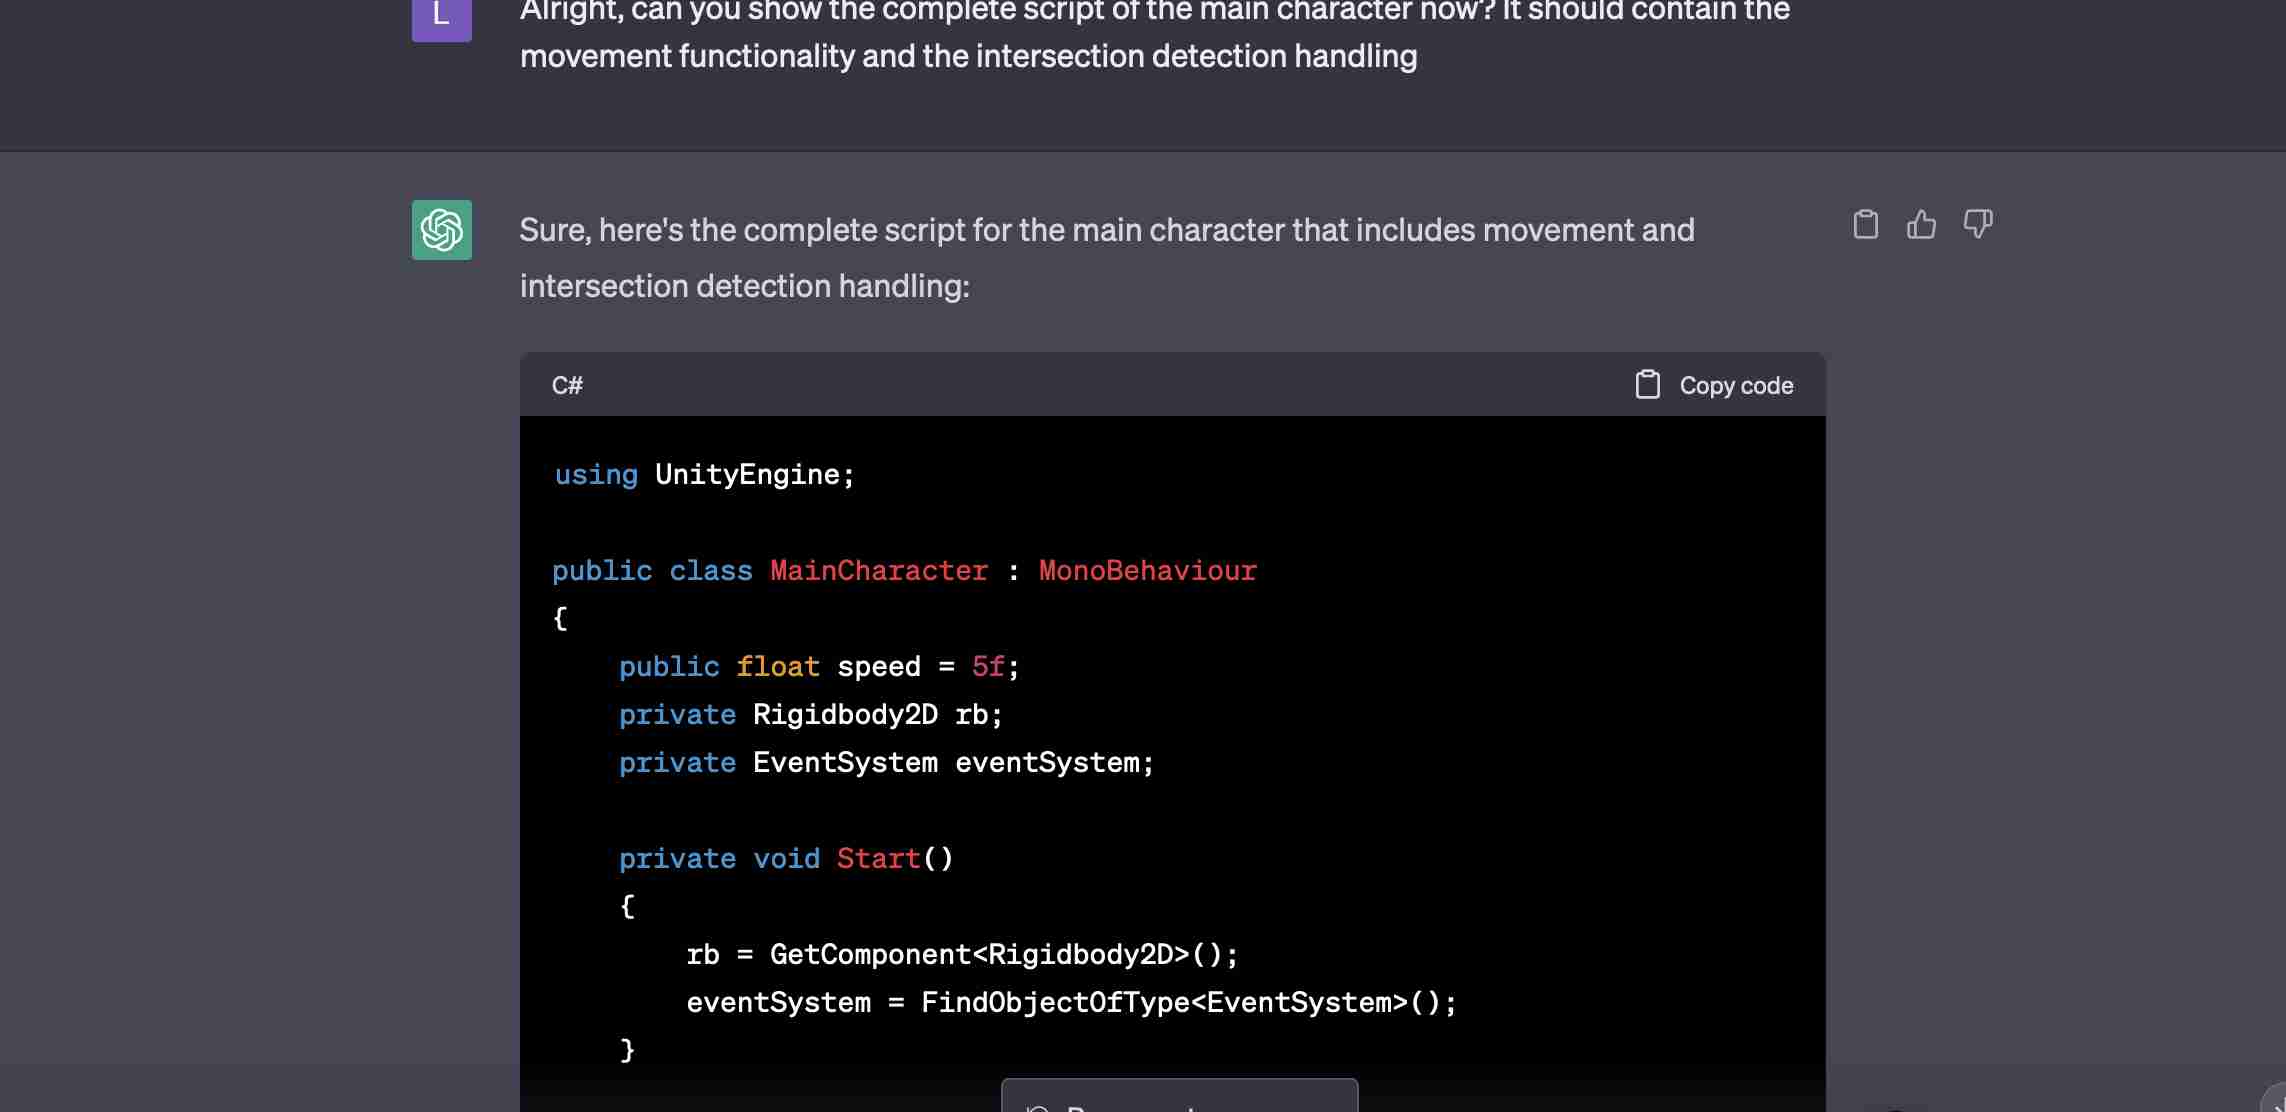 L
Alright, can you show the complete script of the main character now? It should contain the
movement functionality and the intersection detection handling
Sure, here's the complete script for the main character that includes movement and
intersection detection handling:
C#
Copy code
using UnityEngine;
public class MainCharacter : MonoBehaviour
{
public float speed = 5f;
private Rigidbody2D rb;
private EventSystem eventSystem;
private void Start()
{
rb = GetComponent<Rigidbody2D>();
eventSystem = FindObjectOfType<EventSystem>();
}